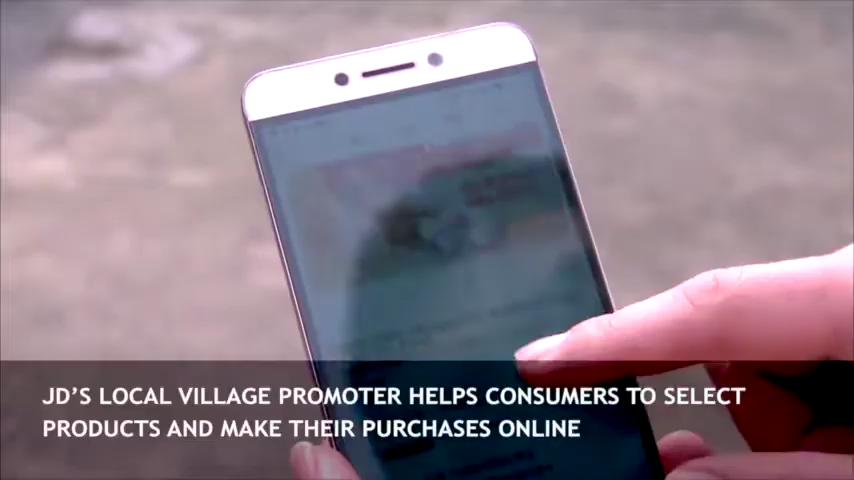 JD'S LOCAL VILLAGE PROMOTER HELPS CONSUMERS TO SELECT
PRODUCTS AND MAKE THEIR PURCHASES ONLINE